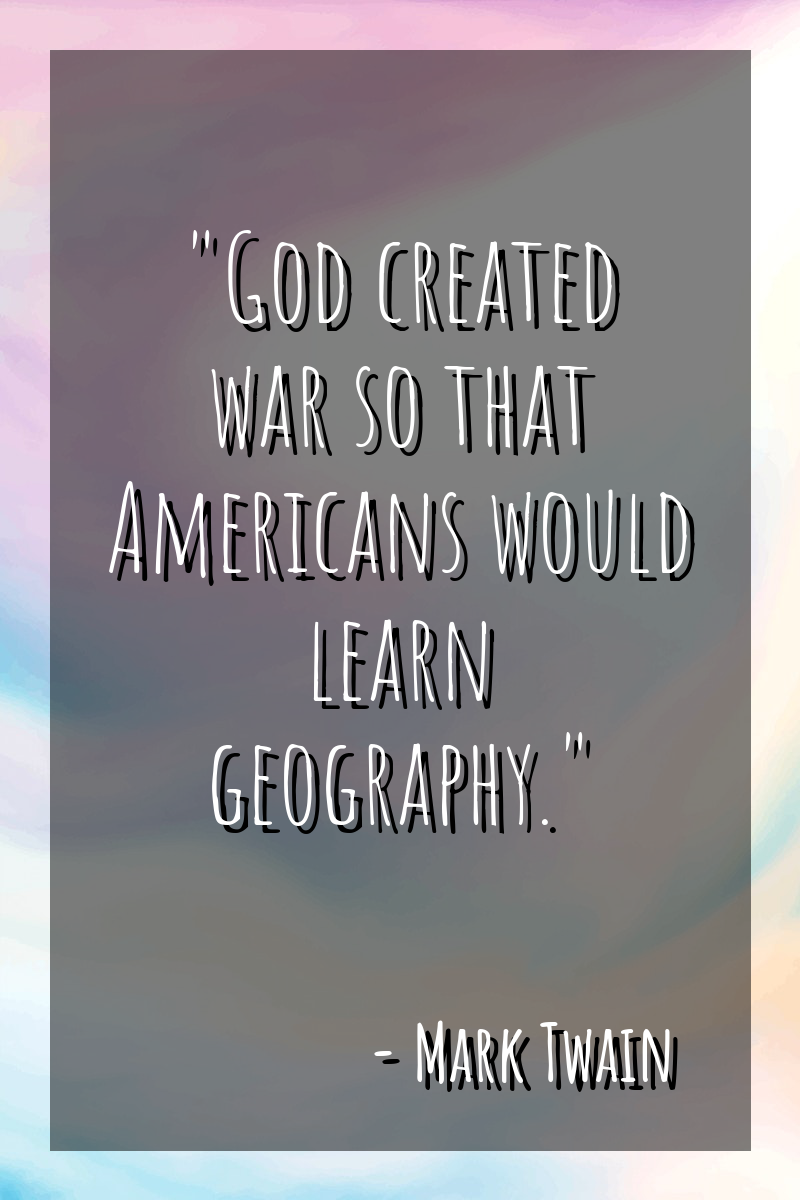 "God created
war so that
Americans would
learn
geography."
- Mark Twain